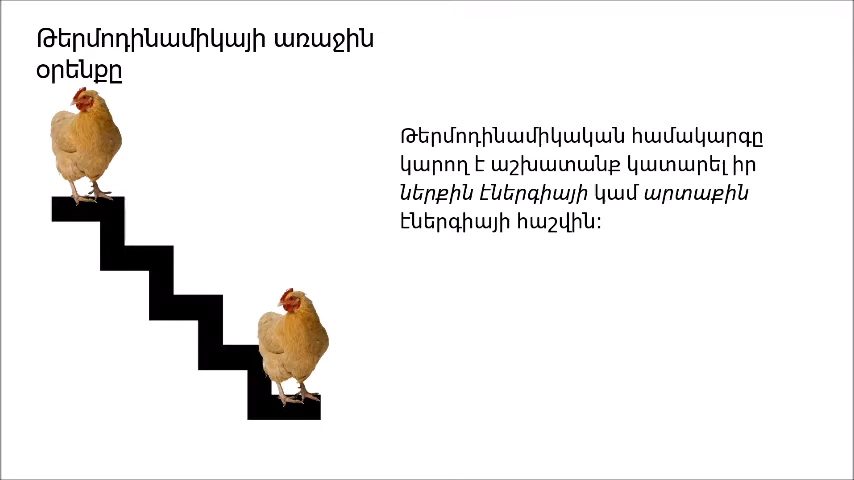 Թերմոդինամիկայի առաջին
օրենքը
Թերմոդինամիկական համակարգը
կարող է աշխատանք կատարել իր
ներքին էներգիայի կամ արտաքին
էներգիայի հաշվին: